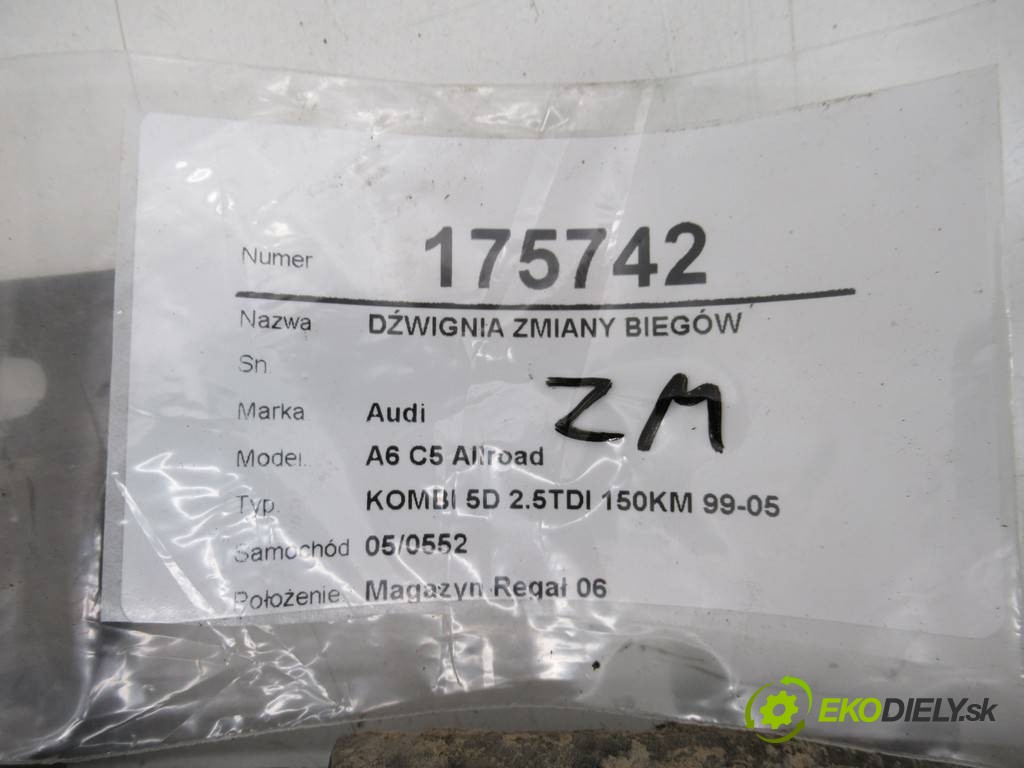 Numer 175742
Nazwa DŹWIGNIA ZMIANY BIEGÓW
Sn
ZM
Marka Audi
Model A6 C5 Allroad
Typ KOMBI 5D 2.5TDI 150KM 99-05
Samochód 05/0552
Położenie Magazyn Regał 06
EKODIELY.sk